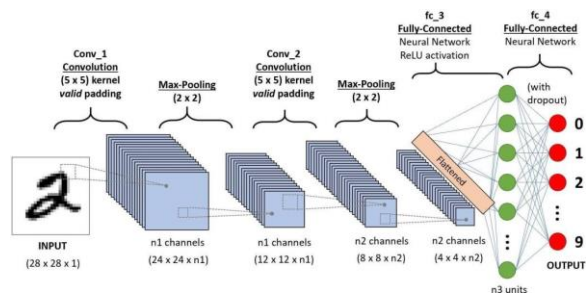 Conv_1
Convolution
(5 x 5) kernel
valid padding
Max-Pooling
(2 x 2)
Conv_2
Convolution
(5 x 5) kernel
valid padding
Max-Pooling
(2 x 2)
fc_3
Fully-Connected
Neural Network
ReLU activation
fc_4
Fully-Connected
Neural Network
(with
dropout)
2
Flattened
0
1
2
9
INPUT
(28 x 28 x 1)
n1 channels
(24 x 24 x n1)
n1 channels
(12 x 12 x n1)
n2 channels
(8 x 8 x n2)
n2 channels
(4 x 4 x n2)
n3 units
OUTPUT